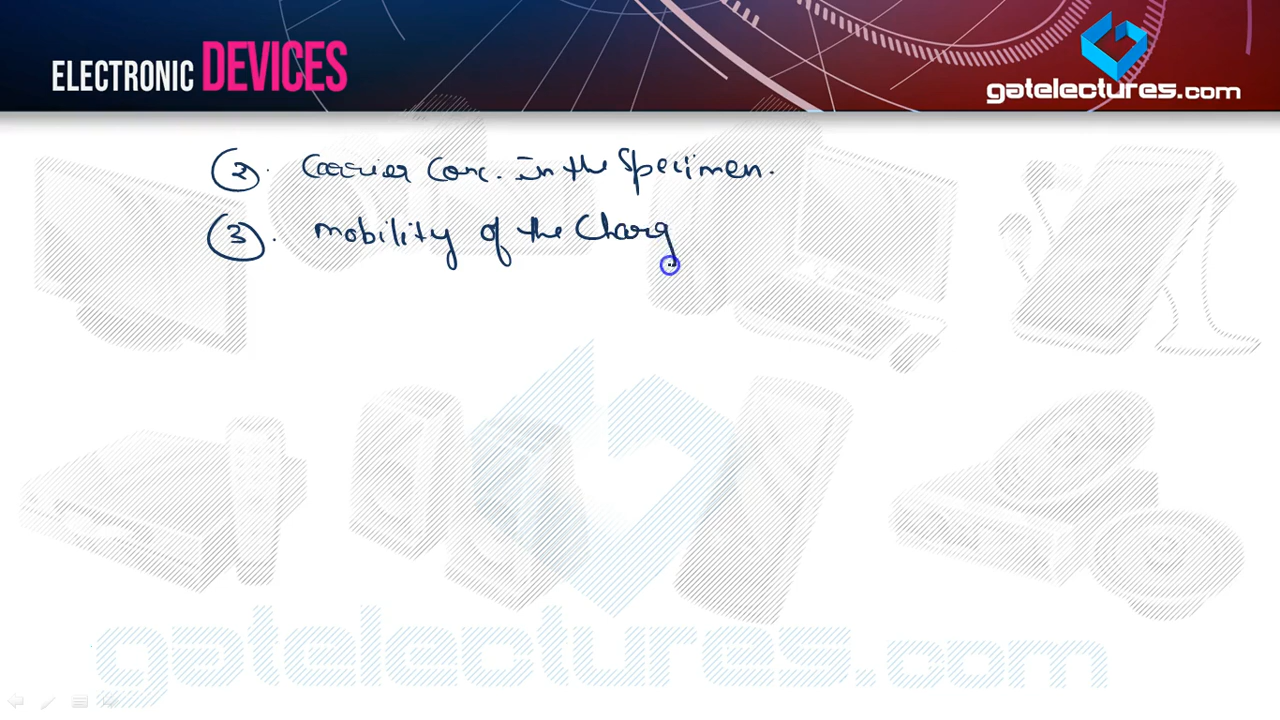 ELECTRONIC DEVICES
gatelectures.com
(2). Carrier Conc. in the Specimen.
(3). mobility of the Charg
gatelectures.com